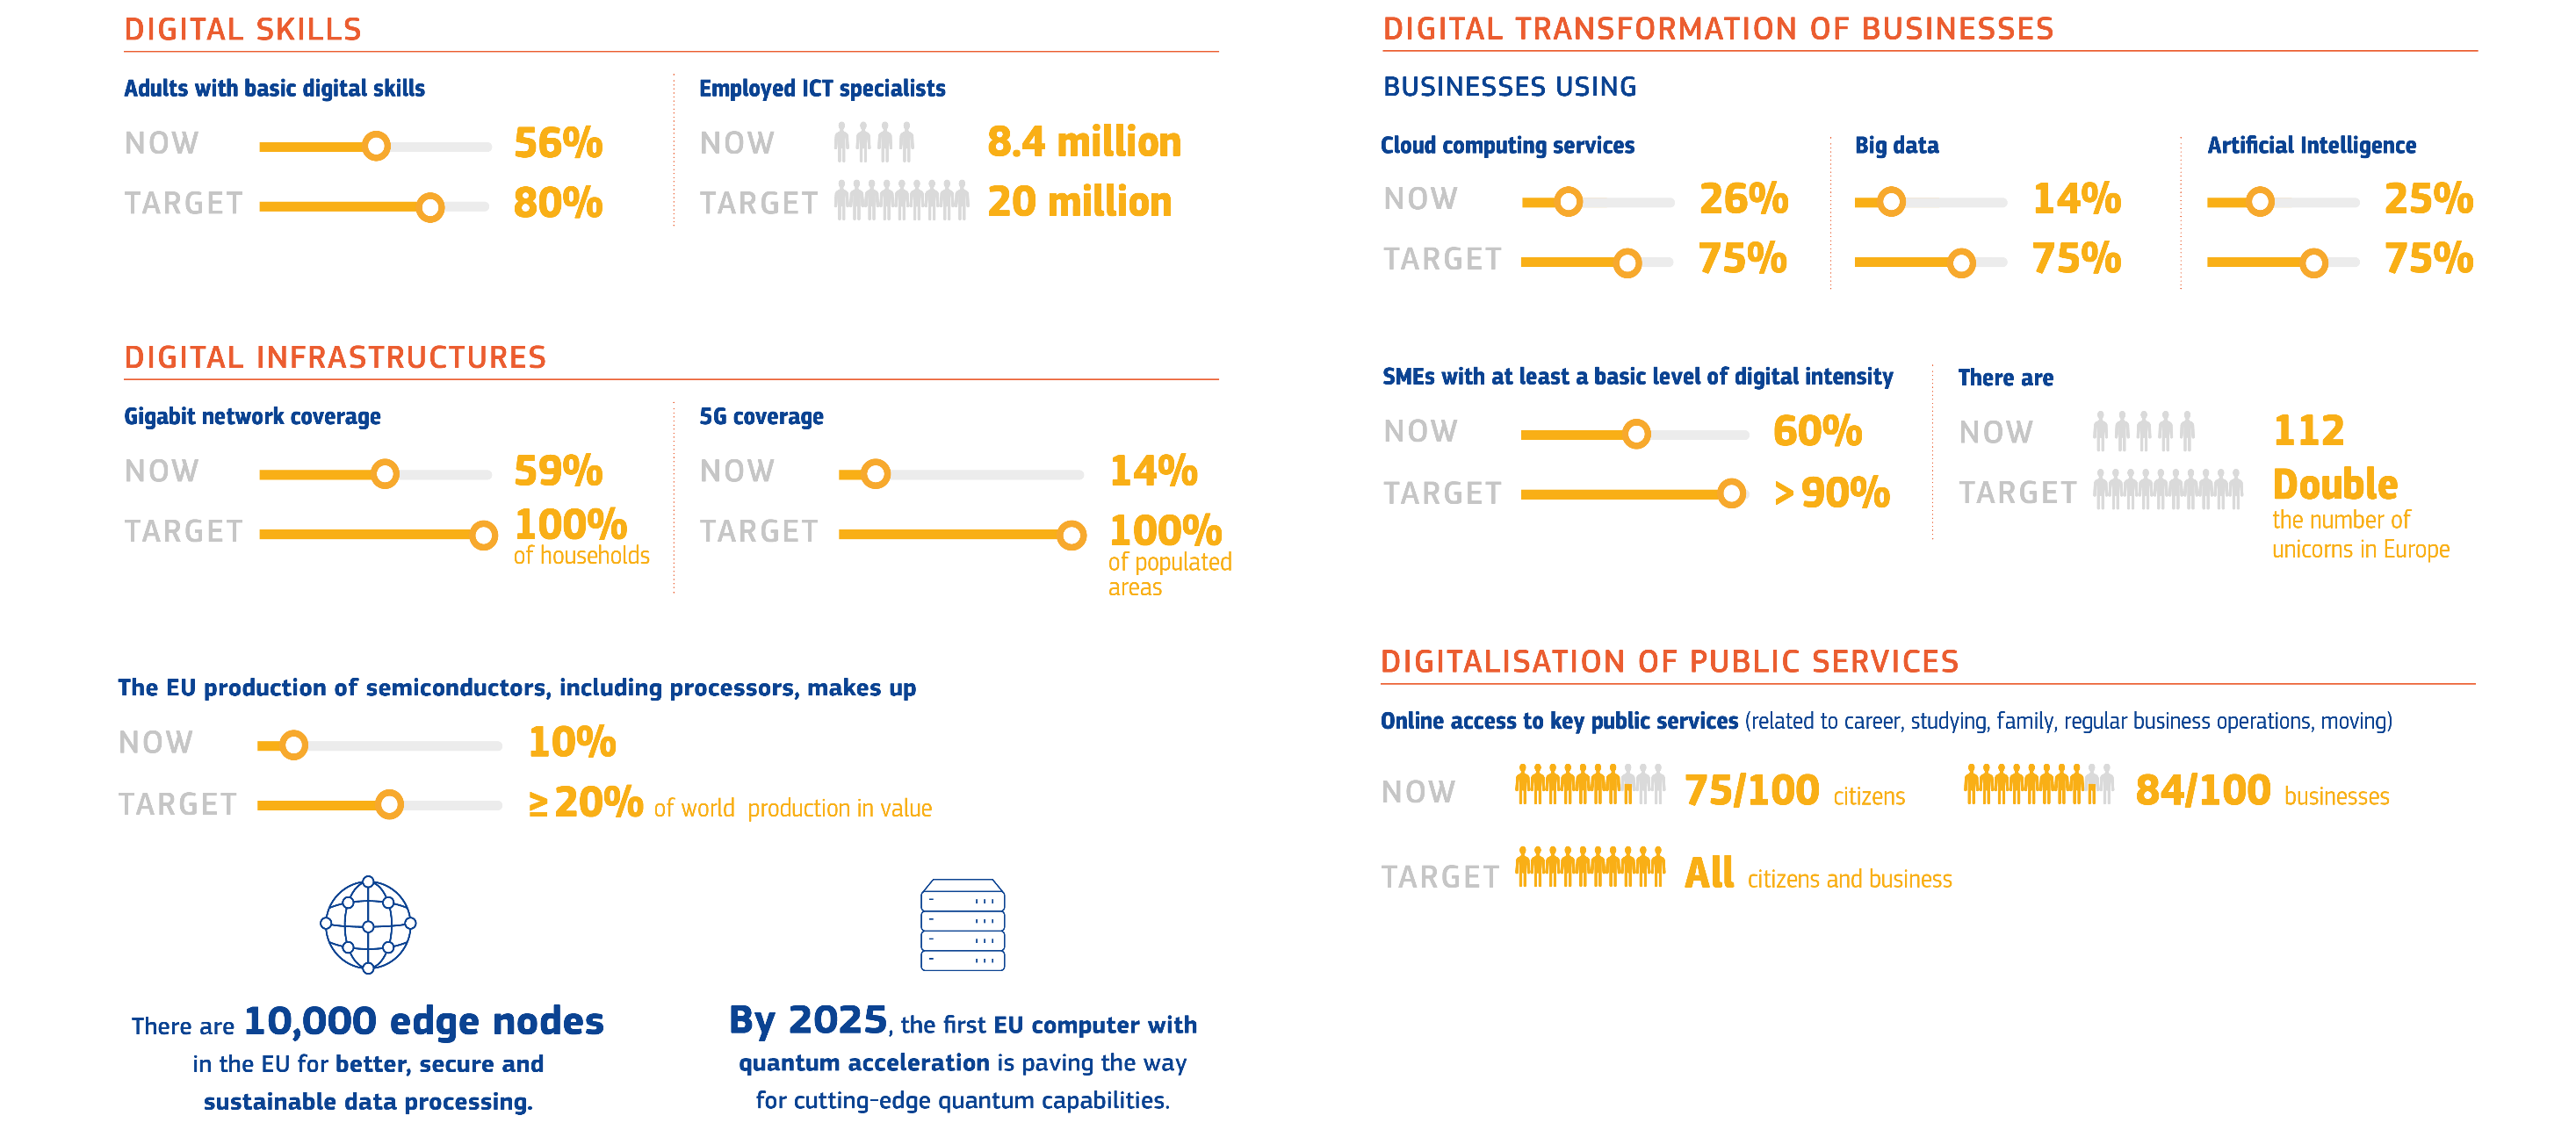 DIGITAL SKILLS
Adults with basic digital skills
NOW 56%
TARGET 80%
Employed ICT specialists
NOW 8.4 million
TARGET 20 million
DIGITAL INFRASTRUCTURES
Gigabit network coverage
NOW 59%
TARGET 100%
of households
5G coverage
NOW 14%
TARGET 100%
of populated
areas
The EU production of semiconductors, including processors, makes up
NOW 10%
TARGET ≥20% of world production in value
There are 10,000 edge nodes
in the EU for better, secure and
sustainable data processing.
By 2025, the first EU computer with
quantum acceleration is paving the way
for cutting-edge quantum capabilities.
DIGITAL TRANSFORMATION OF BUSINESSES
BUSINESSES USING
Cloud computing services
NOW 26%
TARGET 75%
Big data
14%
75%
Artificial Intelligence
25%
75%
SMEs with at least a basic level of digital intensity
NOW 60%
TARGET >90%
There are
NOW 112
TARGET Double
the number of
unicorns in Europe
DIGITALISATION OF PUBLIC SERVICES
Online access to key public services (related to career, studying, family, regular business operations, moving)
NOW 75/100 citizens 84/100 businesses
TARGET All citizens and business